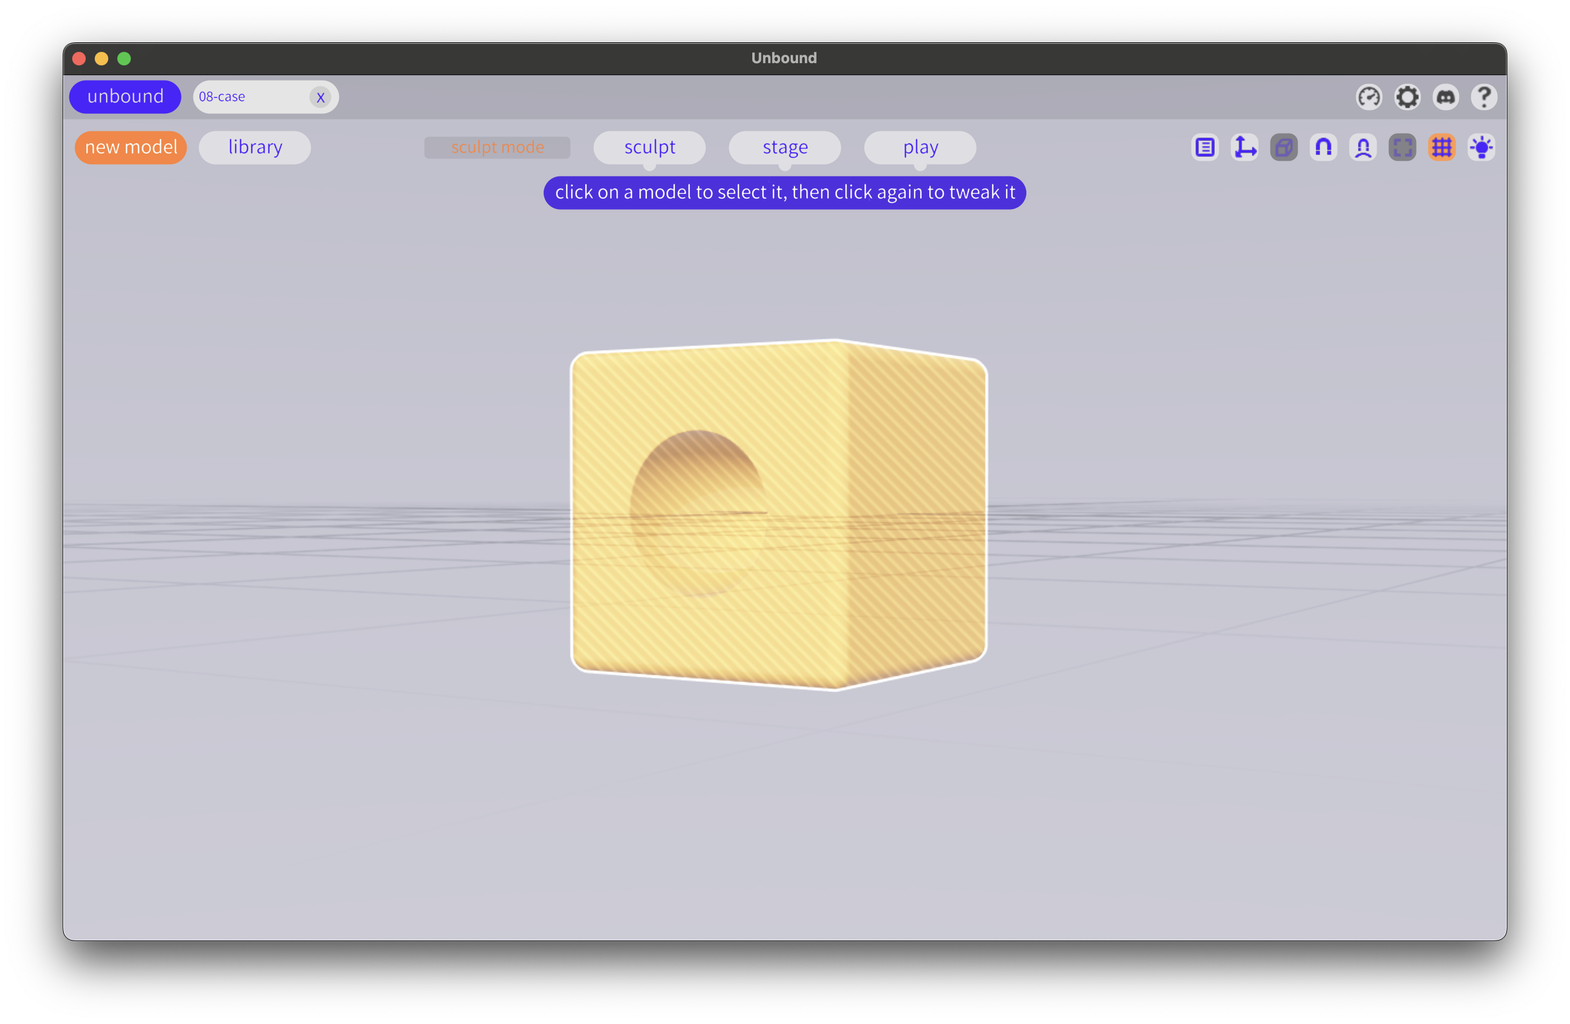 Unbound
unbound
08-case
X
new model
library
sculpt mode
sculpt
stage
play
click on a model to select it, then click again to tweak it
?